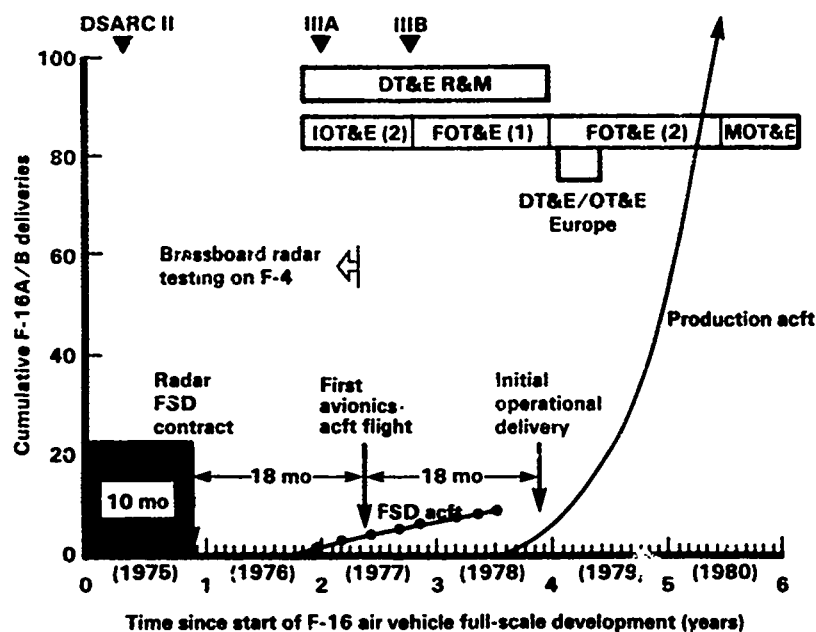 DSARC II
IIIA
IIIB
100
DT&E R&M
IOT&E (2)
FOT&E (1)
FOT&E (2)
MOT&E
80
DT&E/OT&E
Europe
Brassboard radar
testing on F-4
60
Cumulative F-16A/B deliveries
Production acft
40
Radar
FSD
contract
First
avionics-
acft flight
Initial
operational
delivery
20
18 mo
18 mo
10 mo
FSD acft
0
0 (1975) 1 (1976) 2 (1977) 3 (1978) 4 (1979) 5 (1980) 6
Time since start of F-16 air vehicle full-scale development (years)